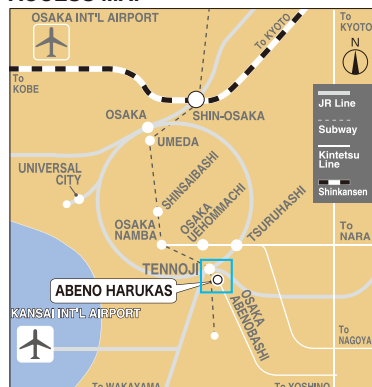 ACCESS MAP
OSAKA INT'L AIRPORT
To
KYOTO
To KYOTO
N
To
KOBE
JR Line
Subway
Kintetsu
Line
Shinkansen
OSAKA
SHIN-OSAKA
UMEDA
UNIVERSAL
CITY
SHINSAIBASHI
OSAKA
UEHOMMACHI
TSURUHASHI
OSAKA
NAMBA
To
NARA
TENNOJI
ABENO HARUKAS
OSAKA
ABENOBASHI
KANSAI INT'L AIRPORT
To
NAGOYA
To WAKAYAMA
To YOSHINO